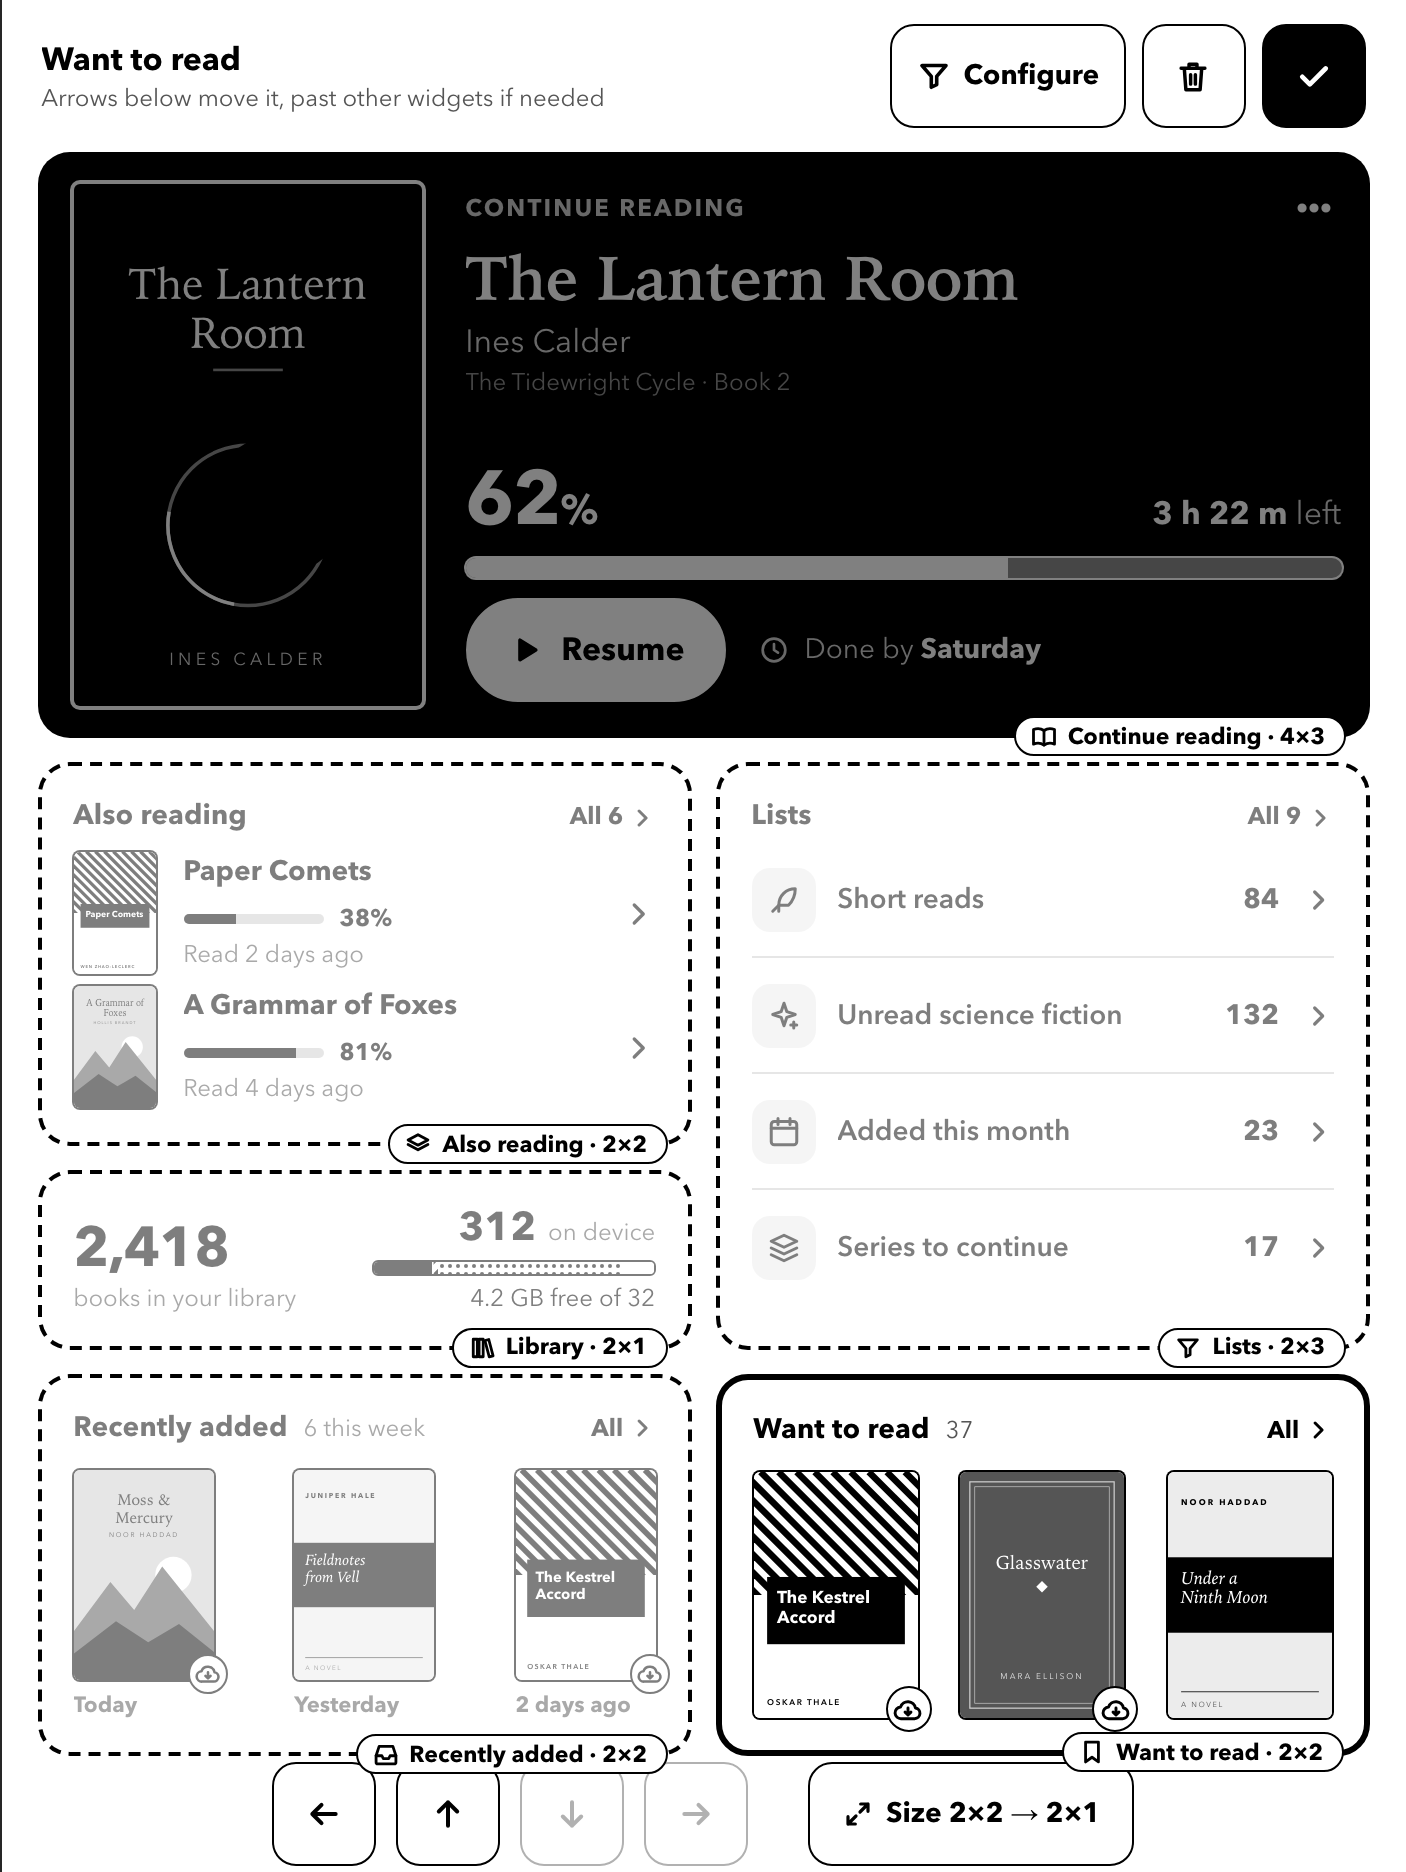 Want to read
Arrows below move it, past other widgets if needed
Configure
The Lantern
Room
INES CALDER
CONTINUE READING
The Lantern Room
Ines Calder
The Tidewright Cycle · Book 2
62%
3 h 22 m left
Resume
Done by Saturday
Continue reading · 4×3
Also reading
All 6
Paper Comets
WEN ZHAO-LECLERC
Paper Comets
38%
Read 2 days ago
A Grammar of
Foxes
HOLLIS BRANDT
A Grammar of Foxes
81%
Read 4 days ago
Also reading · 2×2
Lists
All 9
Short reads
84
Unread science fiction
132
Added this month
23
Series to continue
17
Lists · 2×3
2,418
books in your library
312 on device
4.2 GB free of 32
Library · 2×1
Recently added 6 this week
All
Moss &
Mercury
NOOR HADDAD
Today
JUNIPER HALE
Fieldnotes
from Vell
A NOVEL
Yesterday
The Kestrel
Accord
OSKAR THALE
2 days ago
Recently added · 2×2
Want to read 37
All
The Kestrel
Accord
OSKAR THALE
Glasswater
MARA ELLISON
NOOR HADDAD
Under a
Ninth Moon
A NOVEL
Want to read · 2×2
Size 2×2 → 2×1